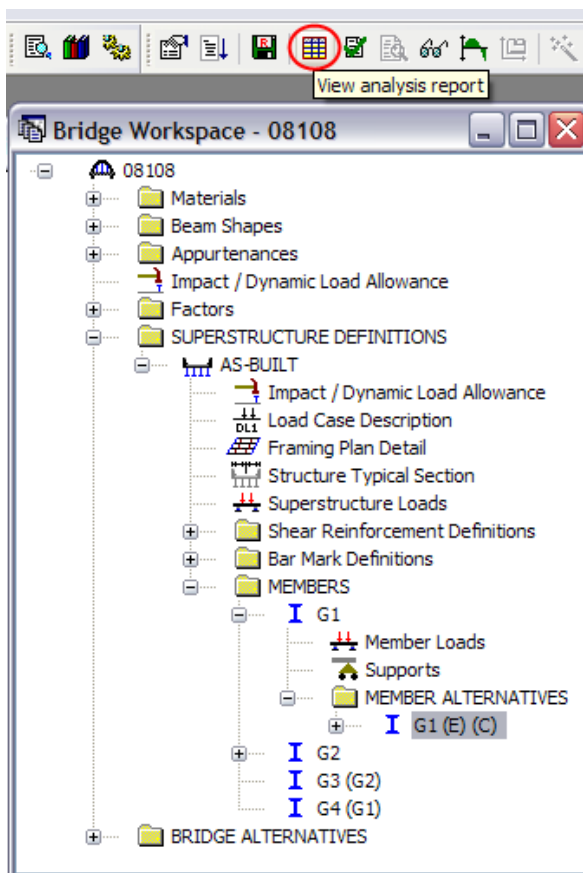 View analysis report
Bridge Workspace - 08108
08108
Materials
Beam Shapes
Appurtenances
Impact / Dynamic Load Allowance
Factors
SUPERSTRUCTURE DEFINITIONS
AS-BUILT
Impact / Dynamic Load Allowance
DL1 Load Case Description
Framing Plan Detail
Structure Typical Section
Superstructure Loads
Shear Reinforcement Definitions
Bar Mark Definitions
MEMBERS
G1
Member Loads
Supports
MEMBER ALTERNATIVES
G1 (E) (C)
G2
G3 (G2)
G4 (G1)
BRIDGE ALTERNATIVES